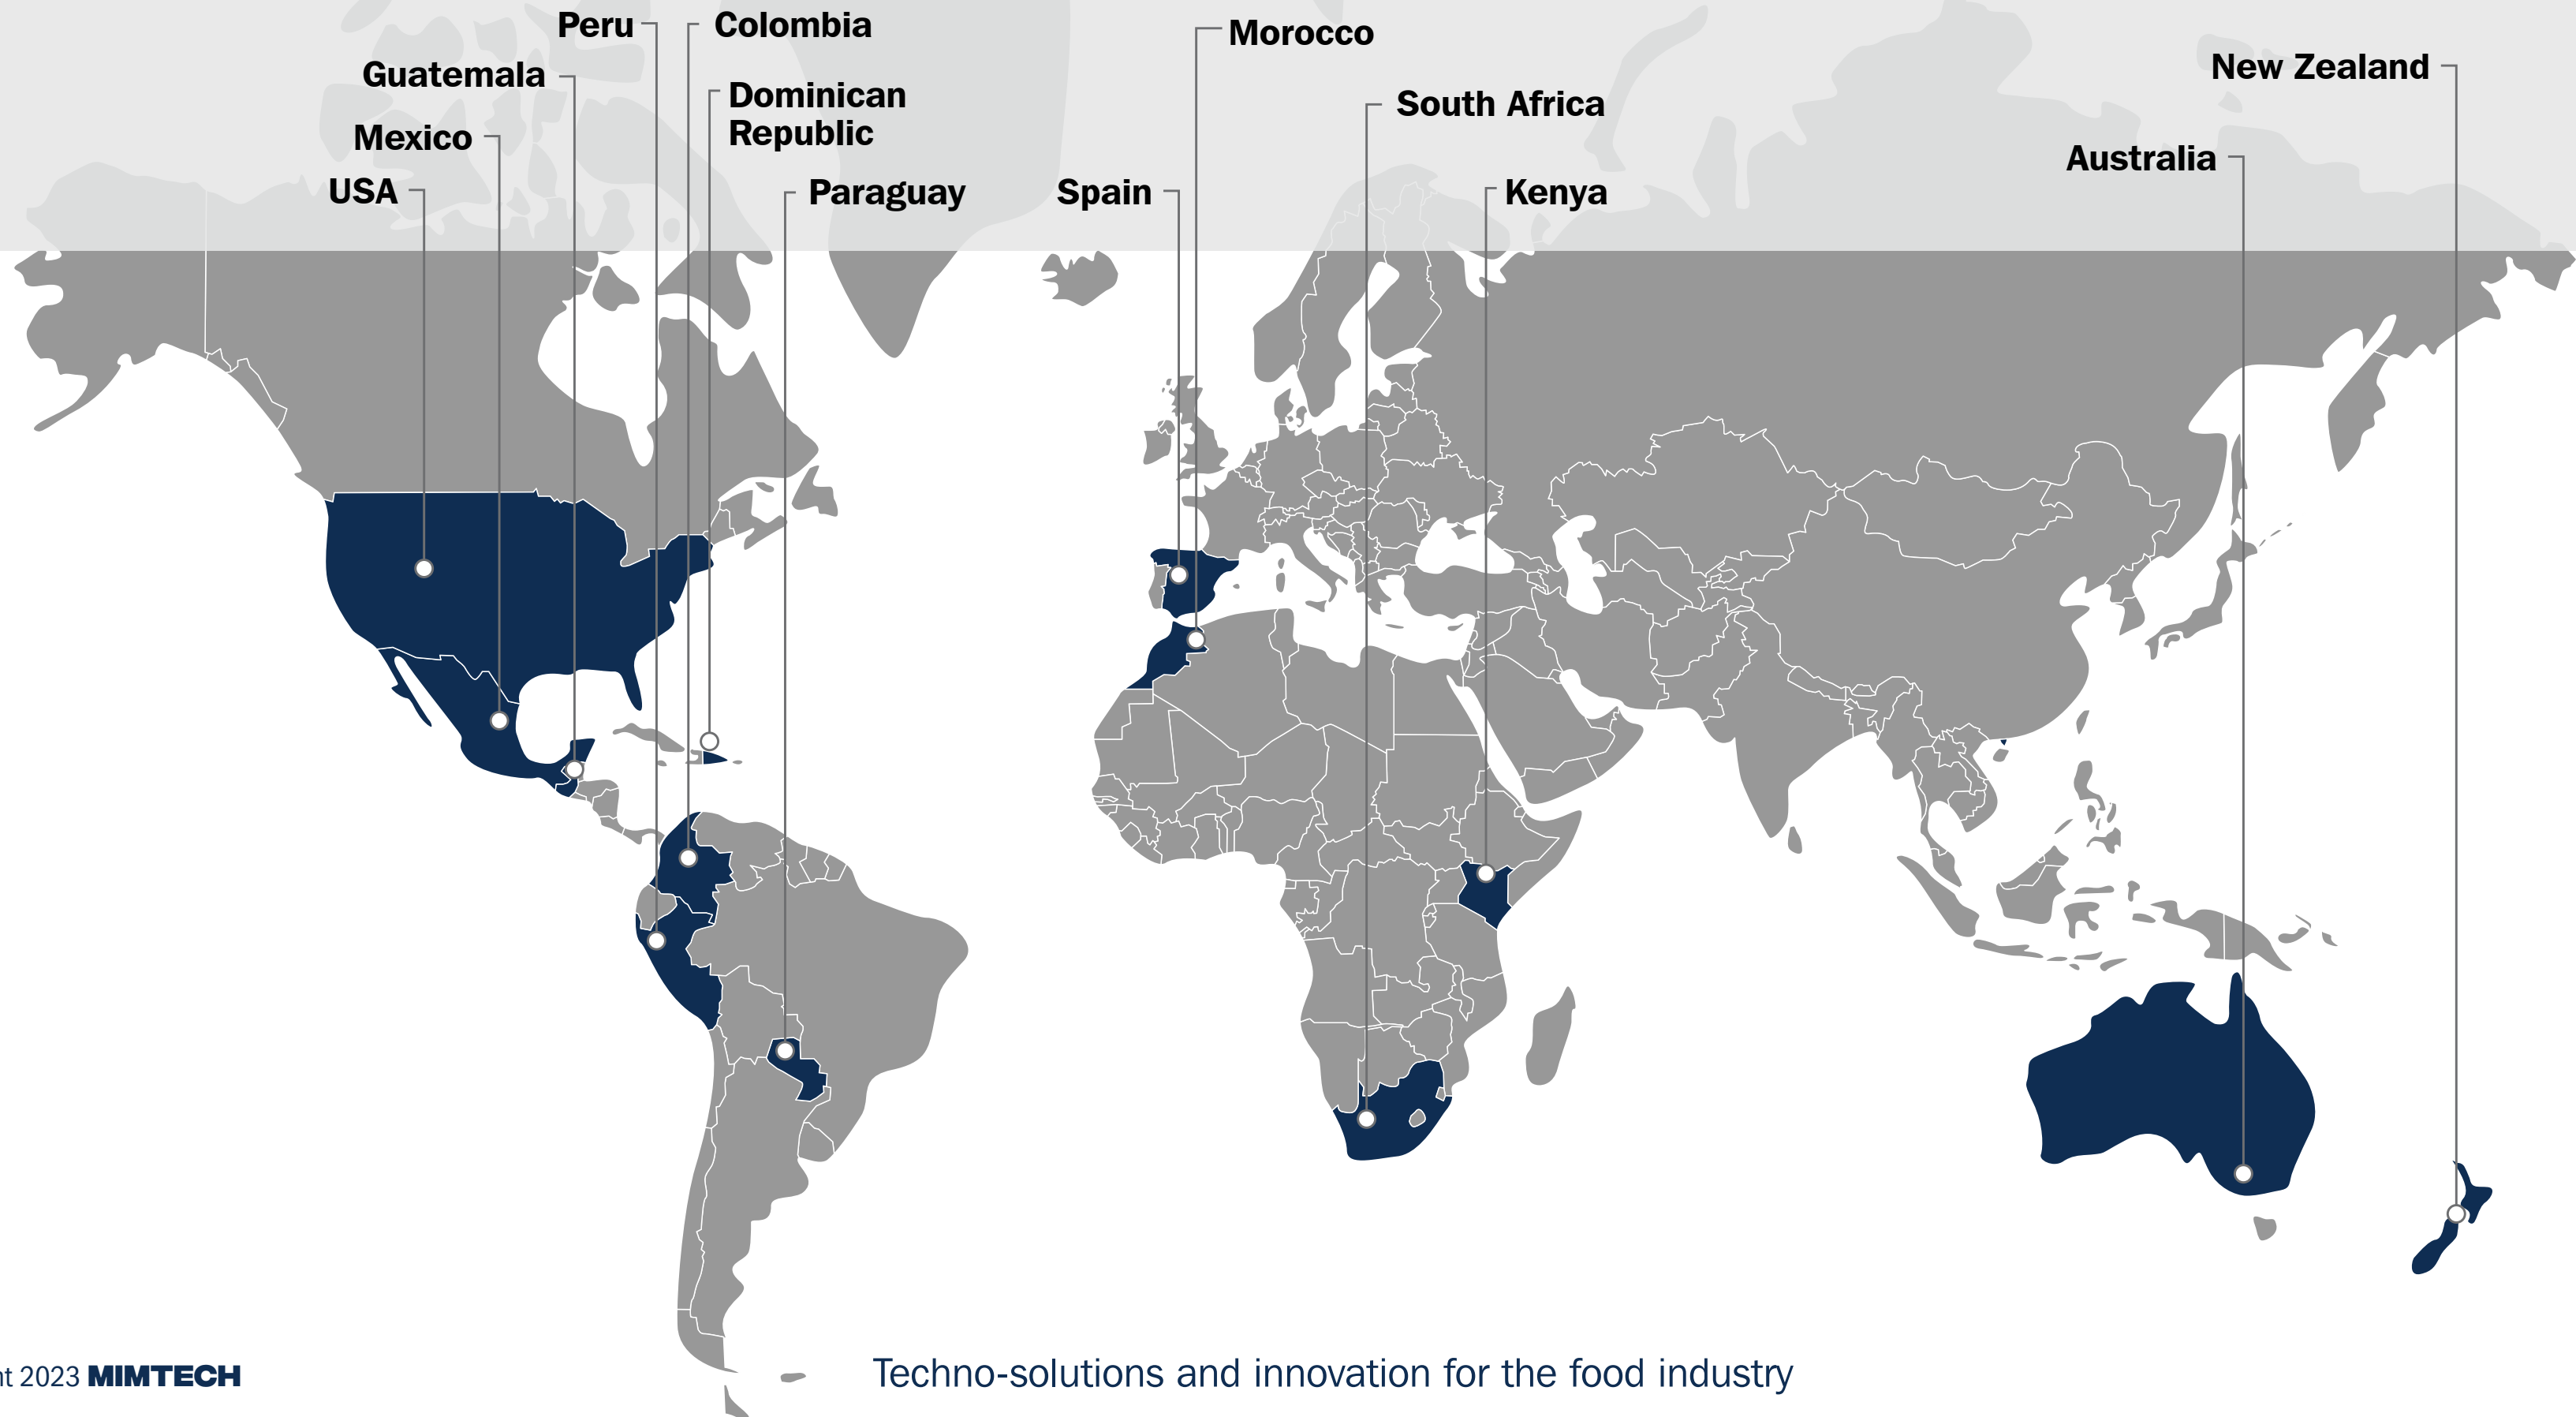 Peru
Colombia
Morocco
Guatemala
New Zealand
Dominican
Republic
South Africa
Mexico
Australia
USA
Paraguay
Spain
Kenya
2023 MIMTECH
Techno-solutions and innovation for the food industry